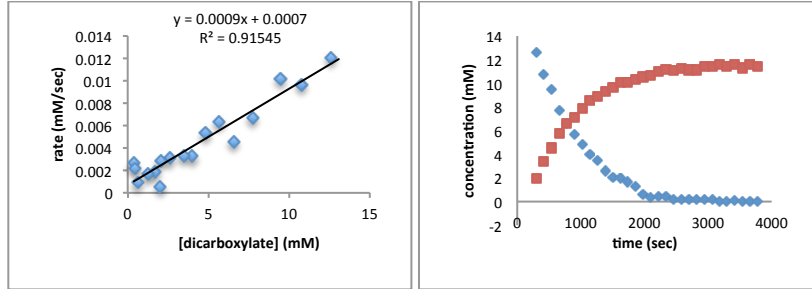 y = 0.0009x + 0.0007
R² = 0.91545
0.014
0.012
0.01
0.008
0.006
0.004
0.002
0
rate (mM/sec)
0 5 10 15
[dicarboxylate] (mM)
14
12
10
8
6
4
2
0
-2
concentration (mM)
0 1000 2000 3000 4000
time (sec)